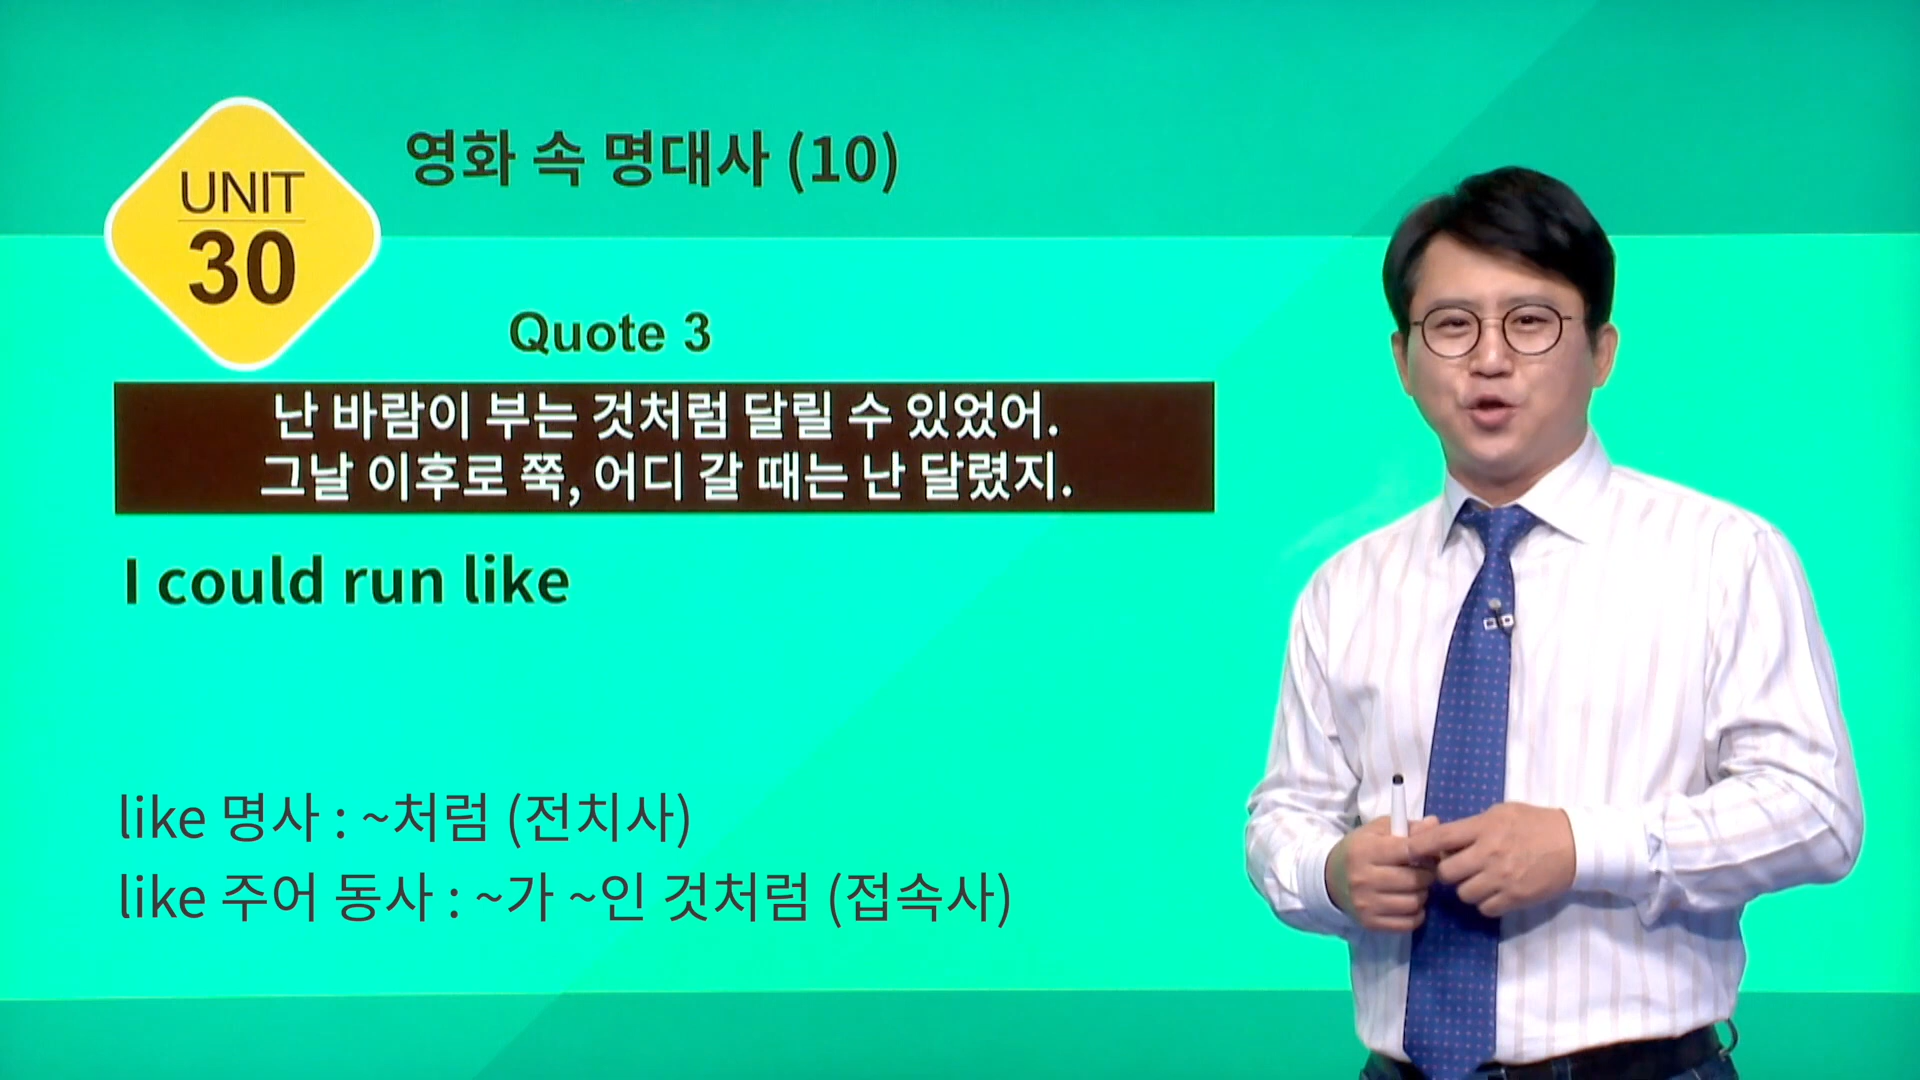 UNIT
30
영화 속 명대사 (10)
Quote 3
난 바람이 부는 것처럼 달릴 수 있었어.
그날 이후로 쭉, 어디 갈 때는 난 달렸지.
I could run like
like 명사 : ~처럼 (전치사)
like 주어 동사 : ~가 ~인 것처럼 (접속사)